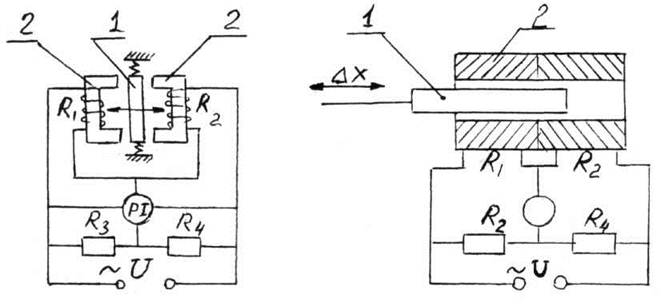 2 1 2
R1 R2
PI
R3 R4
~ U
1 2
Δx
R1 R2
R2 R4
~ U